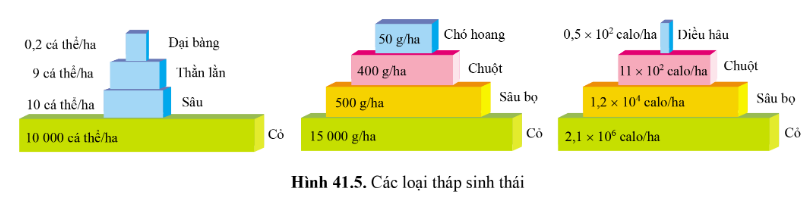 0,2 cá thể/ha Đại bàng
9 cá thể/ha Thằn lằn
10 cá thể/ha Sâu
10 000 cá thể/ha Cỏ
50 g/ha Chó hoang
400 g/ha Chuột
500 g/ha Sâu bọ
15 000 g/ha Cỏ
0,5 × 10² calo/ha Diều hâu
11 × 10² calo/ha Chuột
1,2 × 10⁴ calo/ha Sâu bọ
2,1 × 10⁶ calo/ha Cỏ
Hình 41.5. Các loại tháp sinh thái